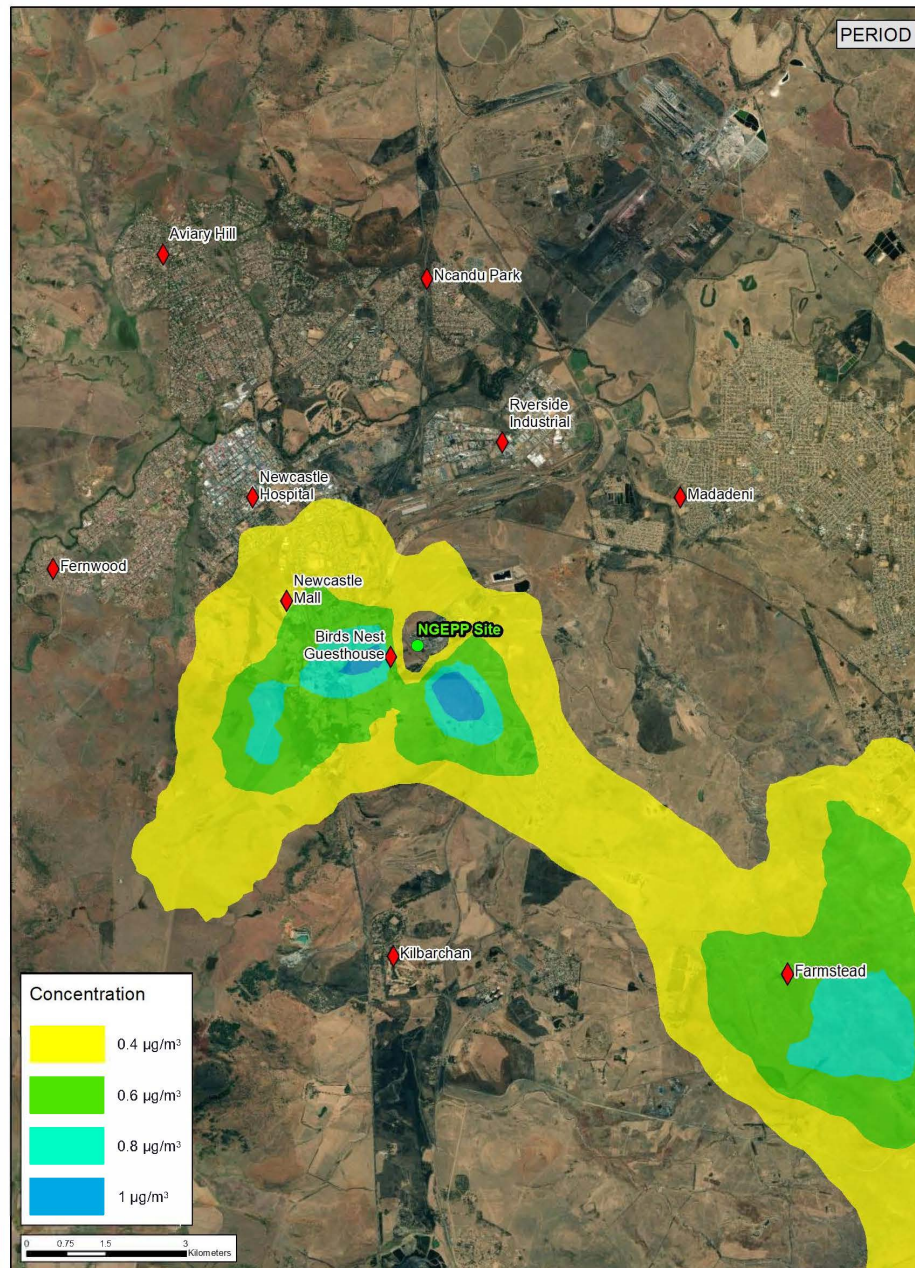 PERIOD
Aviary Hill
Ncandu Park
Rverside
Industrial
Newcastle
Hospital
Madadeni
Fernwood
Newcastle
Mall
NGEPP Site
Birds Nest
Guesthouse
Kilbarchan
Farmstead
Concentration
0.4 µg/m³
0.6 µg/m³
0.8 µg/m³
1 µg/m³
0 0.75 1.5 3
Kilometers